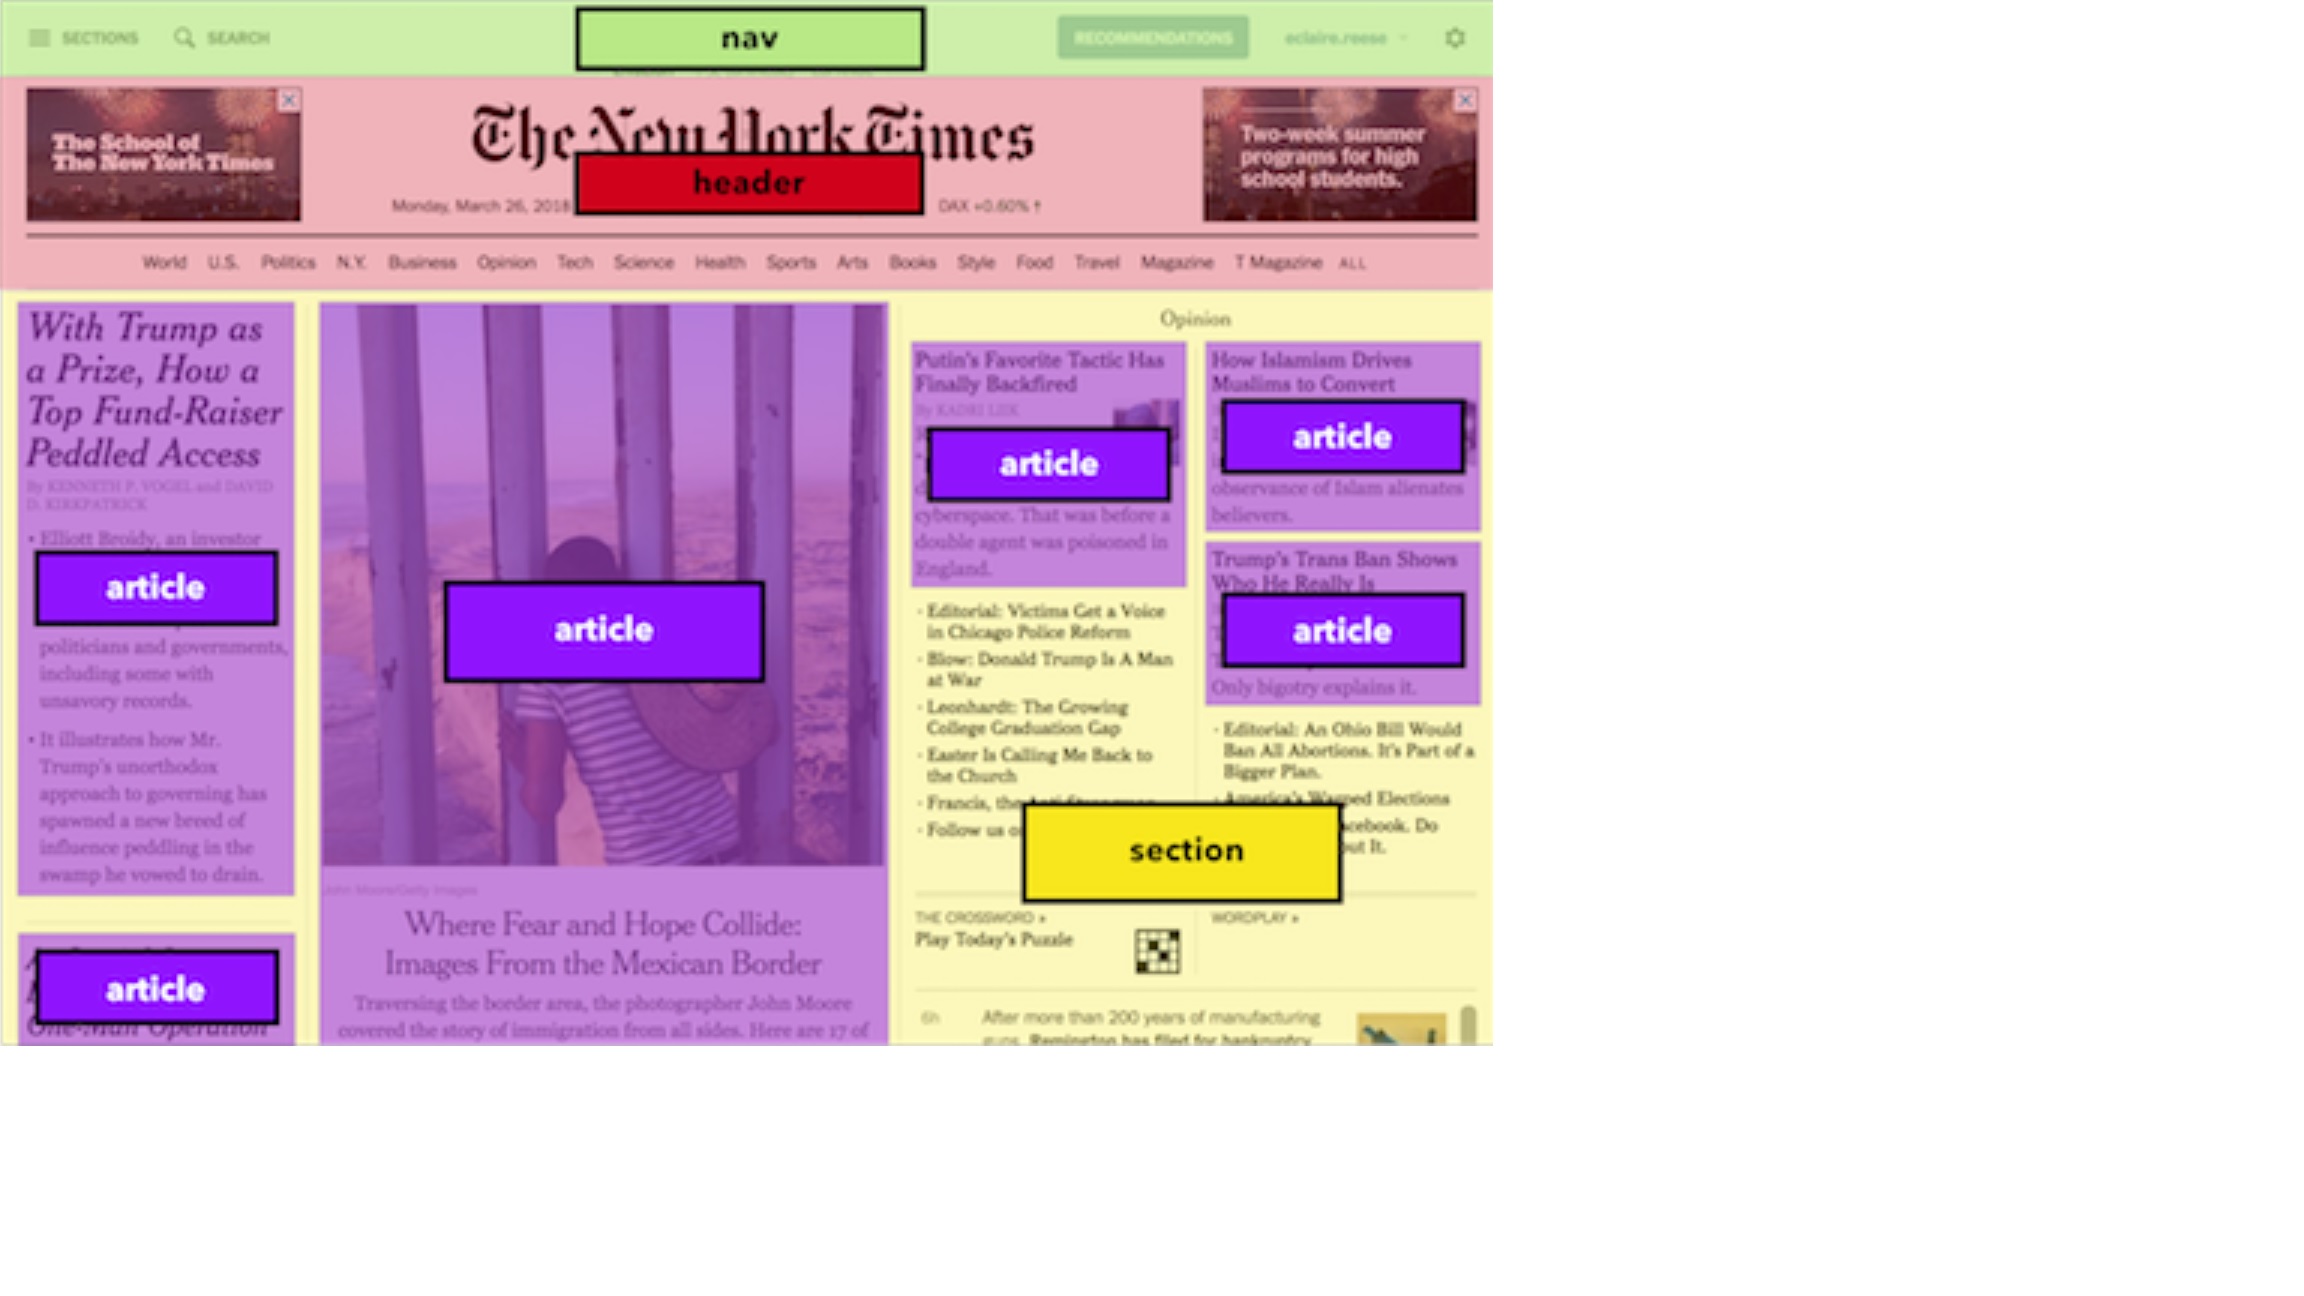 SECTIONS
SEARCH
nav
RECOMMENDATIONS
eclaire.reese
The School of
The New York Times
The New York Times
header
Two-week summer
programs for high
school students.
Monday, March 26, 2018
DAX +0.60% ↑
World U.S. Politics N.Y. Business Opinion Tech Science Health Sports Arts Books Style Food Travel Magazine T Magazine ALL
With Trump as
a Prize, How a
Top Fund-Raiser
Peddled Access
By KENNETH P. VOGEL and DAVID
D. KIRKPATRICK
• Elliott Broidy, an investor
article
politicians and governments,
including some with
unsavory records.
• It illustrates how Mr.
Trump's unorthodox
approach to governing has
spawned a new breed of
influence peddling in the
swamp he vowed to drain.
article
One-Man Operation
article
John Moore/Getty Images
Where Fear and Hope Collide:
Images From the Mexican Border
Traversing the border area, the photographer John Moore
covered the story of immigration from all sides. Here are 17 of
Opinion
Putin's Favorite Tactic Has
Finally Backfired
By KADRI LIIK
article
cyberspace. That was before a
double agent was poisoned in
England.
· Editorial: Victims Get a Voice
in Chicago Police Reform
· Blow: Donald Trump Is A Man
at War
· Leonhardt: The Growing
College Graduation Gap
· Easter Is Calling Me Back to
the Church
· Francis, the Anti-Strongman
· Follow us
How Islamism Drives
Muslims to Convert
article
observance of Islam alienates
believers.
Trump's Trans Ban Shows
Who He Really Is
article
Only bigotry explains it.
· Editorial: An Ohio Bill Would
Ban All Abortions. It's Part of a
Bigger Plan.
· America's Warped Elections
Do
It.
section
THE CROSSWORD »
Play Today's Puzzle
WORDPLAY »
6h
After more than 200 years of manufacturing
guns, Remington has filed for bankruptcy